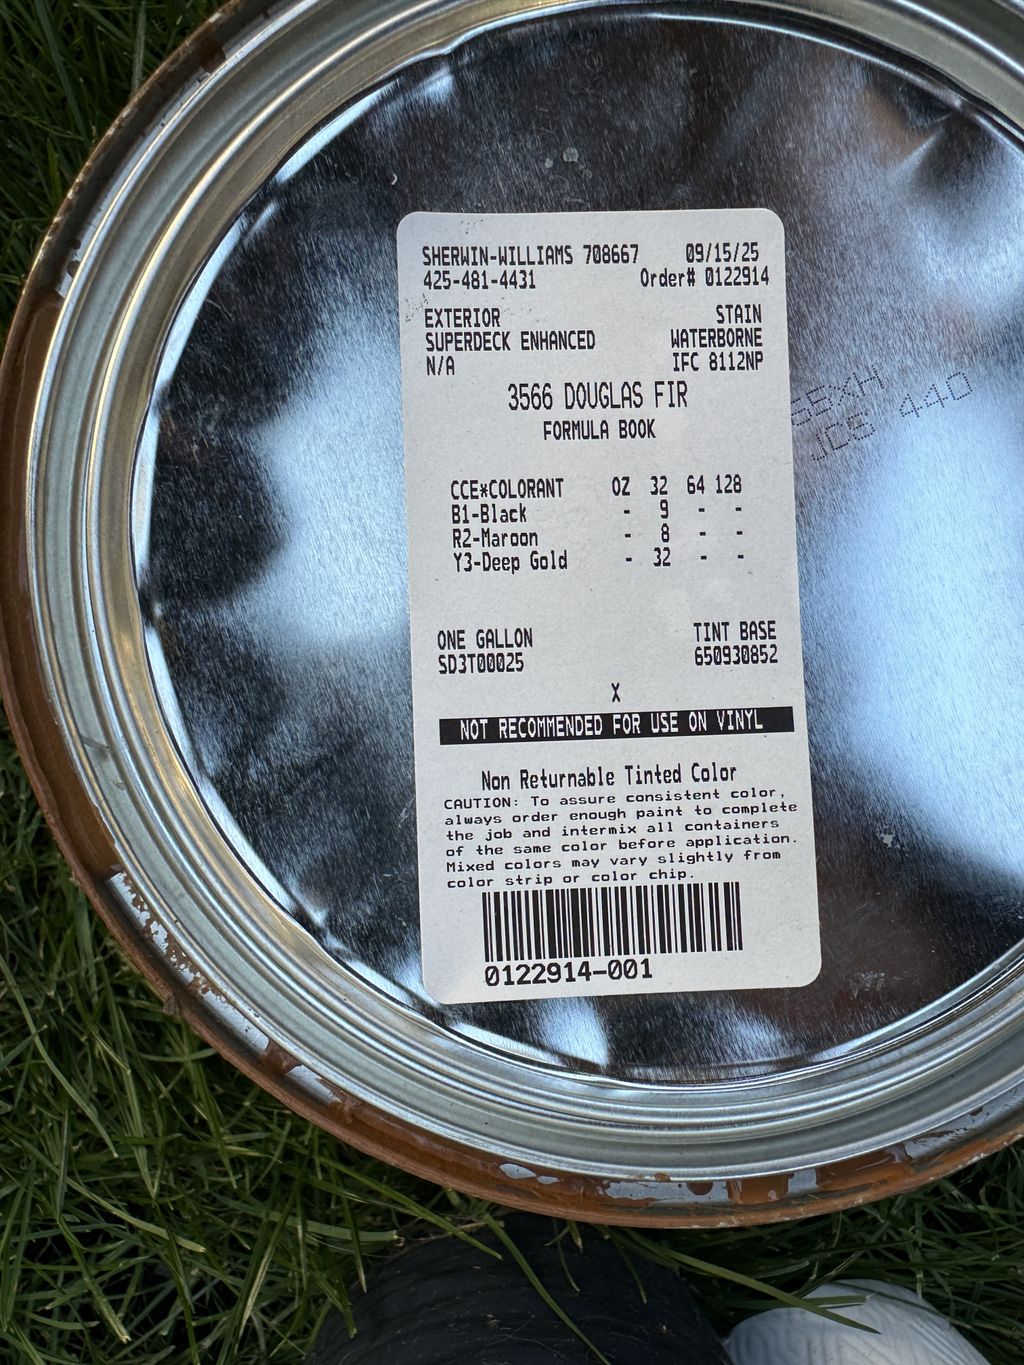 SHERWIN-WILLIAMS 708667 09/15/25
425-481-4431 Order# 0122914
EXTERIOR STAIN
SUPERDECK ENHANCED WATERBORNE
N/A IFC 8112NP
3566 DOUGLAS FIR
FORMULA BOOK
CCE*COLORANT OZ 32 64 128
B1-Black - 9 - -
R2-Maroon - 8 - -
Y3-Deep Gold - 32 - -
ONE GALLON TINT BASE
SD3T00025 650930852
X
NOT RECOMMENDED FOR USE ON VINYL
Non Returnable Tinted Color
CAUTION: To assure consistent color,
always order enough paint to complete
the job and intermix all containers
of the same color before application.
Mixed colors may vary slightly from
color strip or color chip.
0122914-001
440